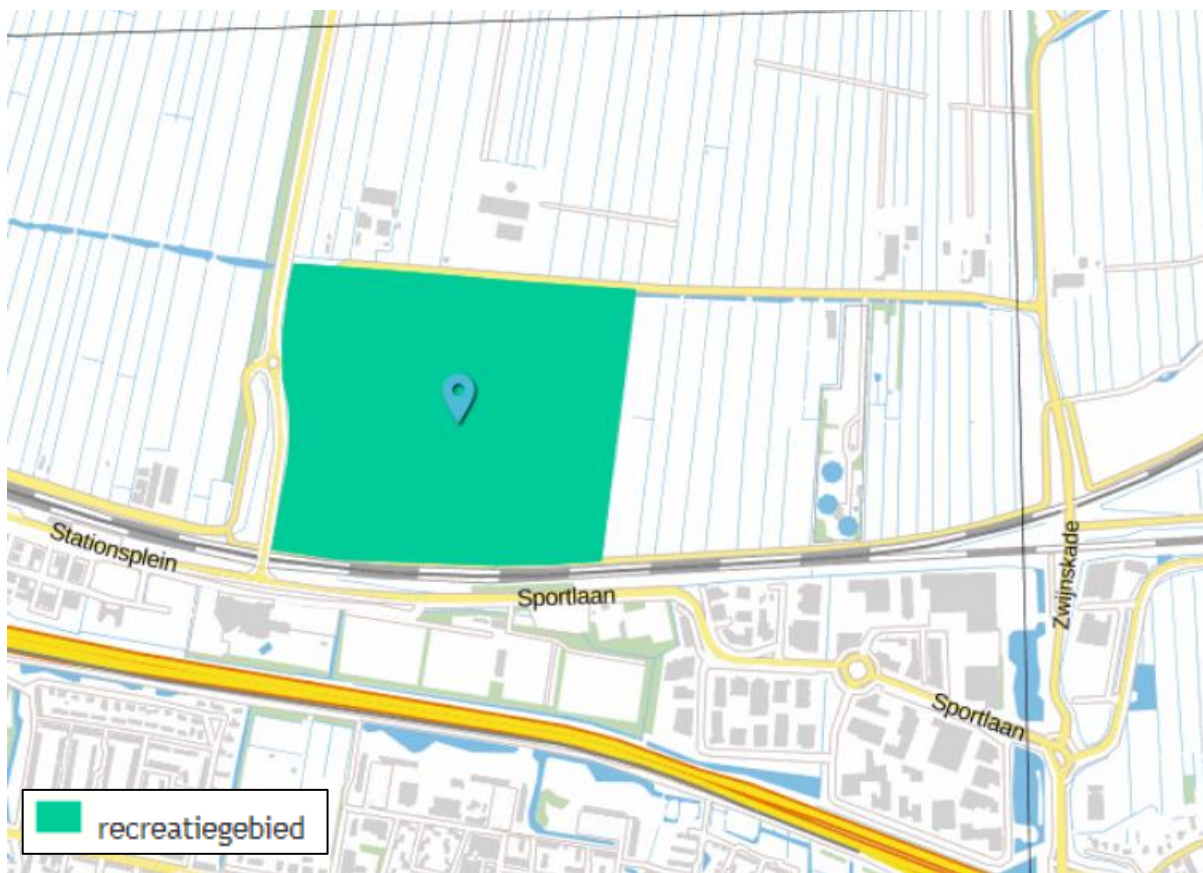 Stationsplein
Sportlaan
Zwijnskade
Sportlaan
recreatiegebied